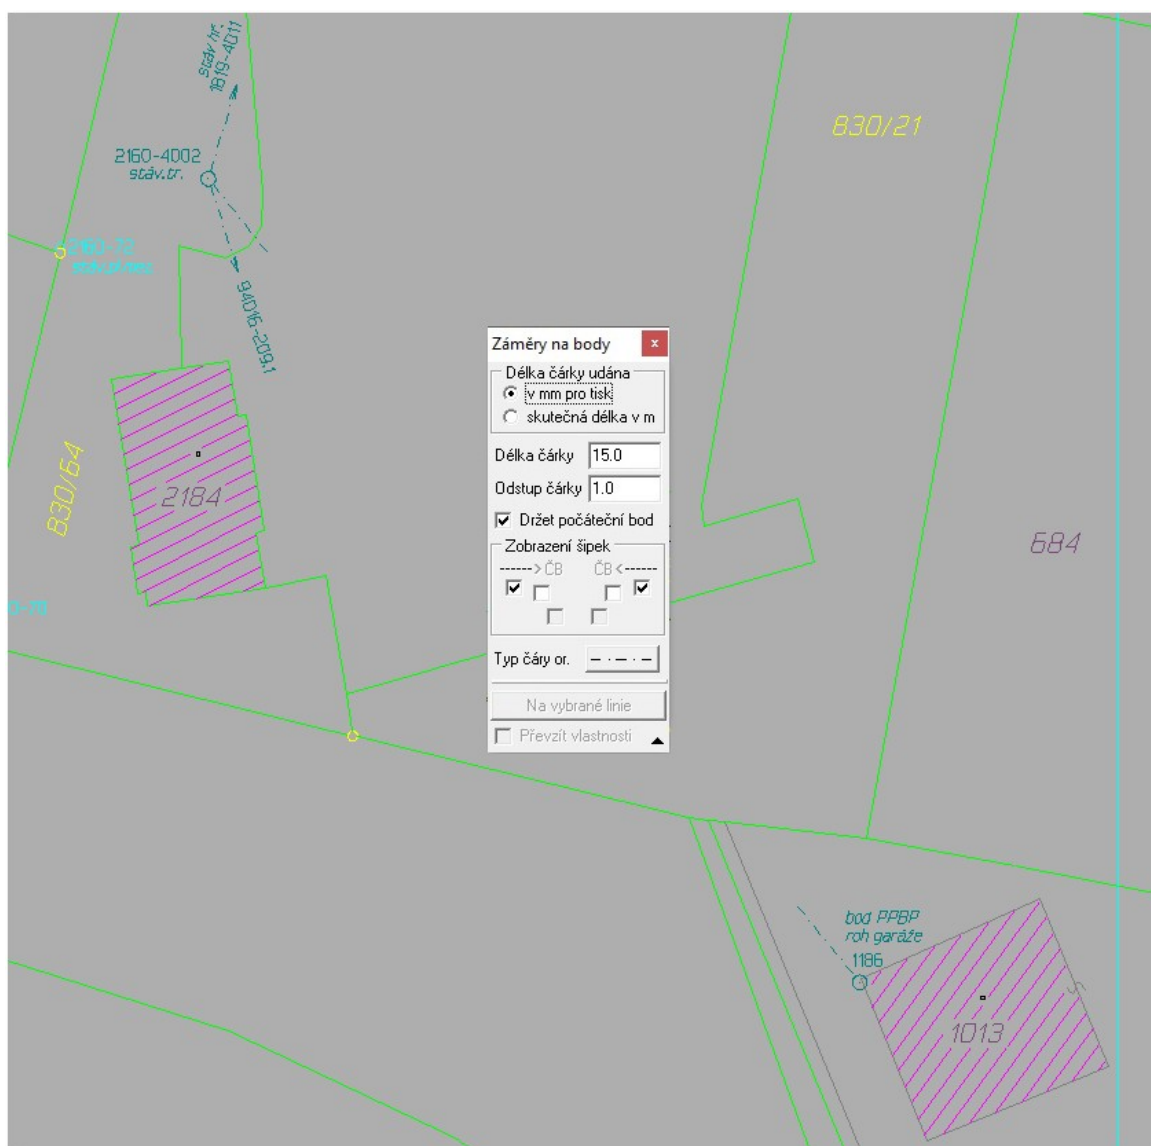 stáv.tr.
1819-4011
830/21
2160-4002
stáv.tr.
2160-72
94016-209.1
Záměry na body
x
Délka čárky udána
v mm pro tisk
skutečná délka v m
830/64
2184
Délka čárky 15.0
Odstup čárky 1.0
Držet počáteční bod
684
Zobrazení šipek
------> ČB ČB <------
Typ čáry or.
Na vybrané linie
Převzít vlastnosti
bod PPBP
roh garáže
1186
1013